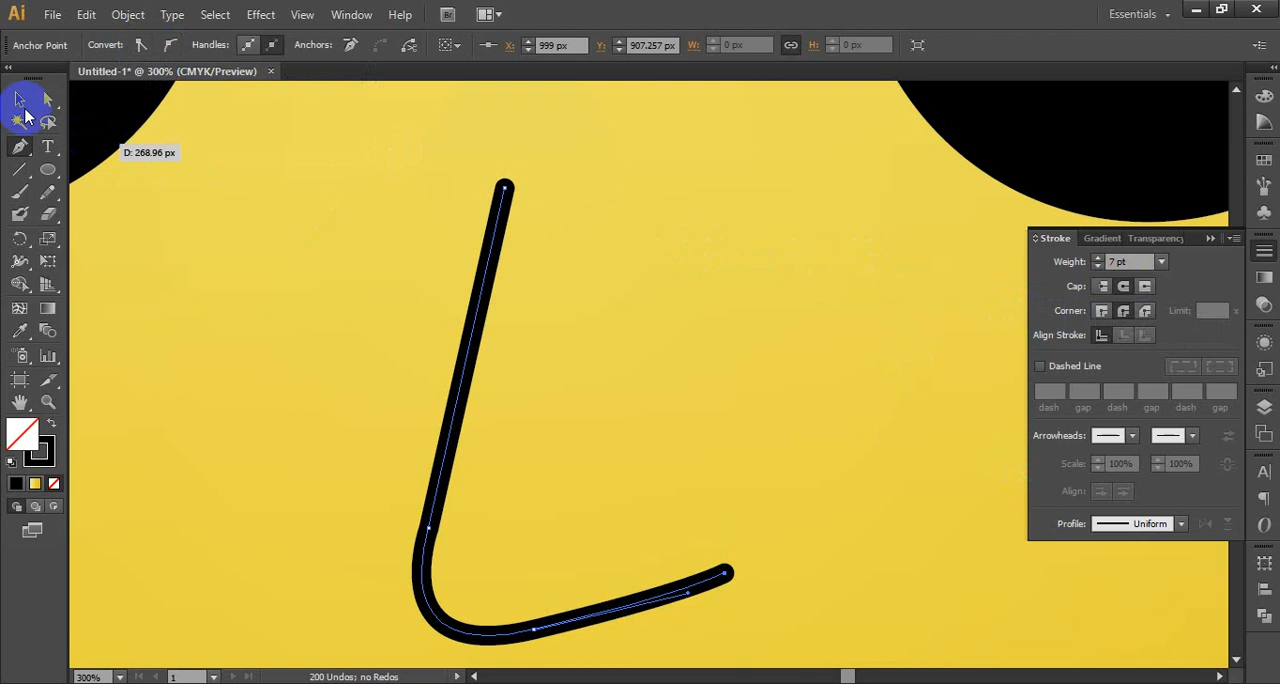 Ai File Edit Object Type Select Effect View Window Help Br Essentials
Anchor Point Convert: Handles: Anchors: X: 999 px Y: 907.257 px W: 0 px H: 0 px
Untitled-1* @ 300% (CMYK/Preview) ×
D: 268.96 px
Stroke Gradient Transparency
Weight: 7 pt
Cap:
Corner: Limit: x
Align Stroke:
Dashed Line
dash gap dash gap dash gap
Arrowheads:
Scale: 100% 100%
Align:
Profile: Uniform
300% 1 200 Undos; no Redos